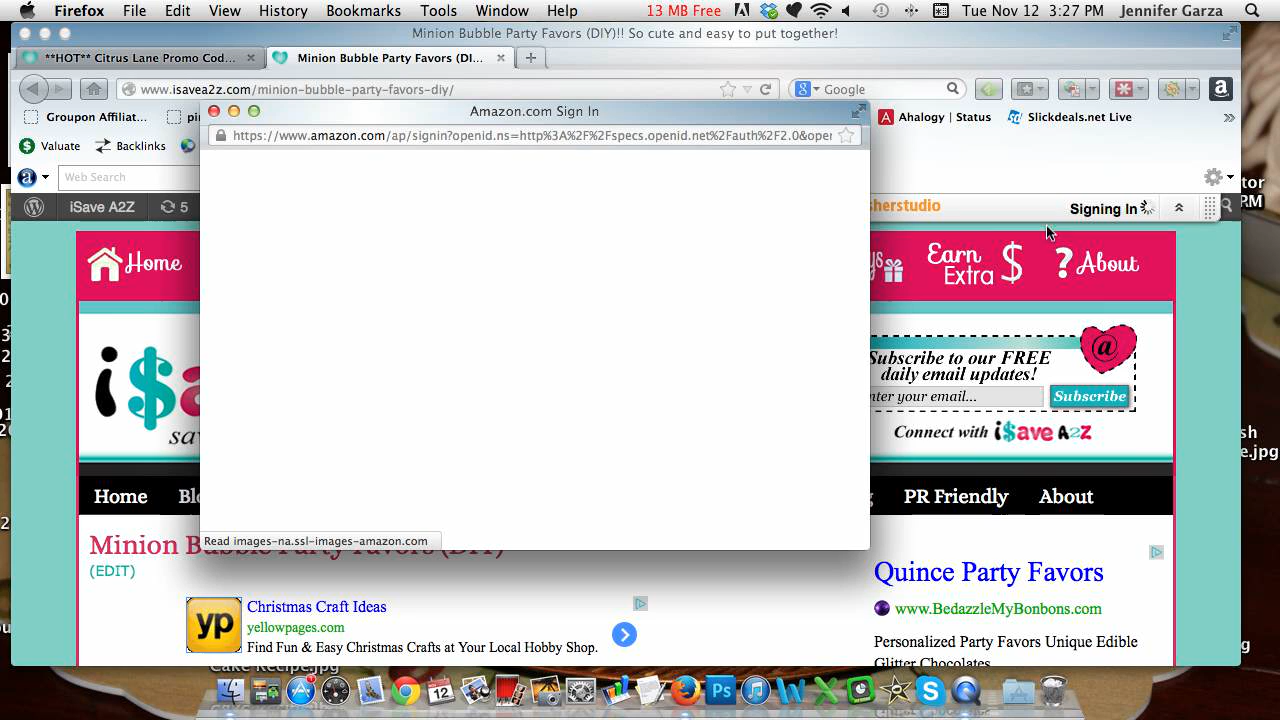 Firefox File Edit View History Bookmarks Tools Window Help 13 MB Free Tue Nov 12 3:27 PM Jennifer Garza
Minion Bubble Party Favors (DIY)!! So cute and easy to put together!
**HOT** Citrus Lane Promo Cod... Minion Bubble Party Favors (DI...
www.isavea2z.com/minion-bubble-party-favors-diy/ Google
Amazon.com Sign In
Groupon Affiliat... Ahalogy | Status Slickdeals.net Live
https://www.amazon.com/ap/signin?openid.ns=http%3A%2F%2Fspecs.openid.net%2Fauth%2F2.0&ope
Valuate Backlinks
Web Search
iSave A2Z 5 sherstudio Signing In
Home Earn Extra $ ? About
Subscribe to our FREE
daily email updates!
nter your email... Subscribe
Connect with i$ave A2Z
Home PR Friendly About
Minion Bubble Party Favors (DIY)
(EDIT)
Quince Party Favors
www.BedazzleMyBonbons.com
Personalized Party Favors Unique Edible
Glitter Chocolates
Read images-na.ssl-images-amazon.com
yp Christmas Craft Ideas
yellowpages.com
Find Fun & Easy Christmas Crafts at Your Local Hobby Shop.
Cake Recipe.jpg
12 Ps